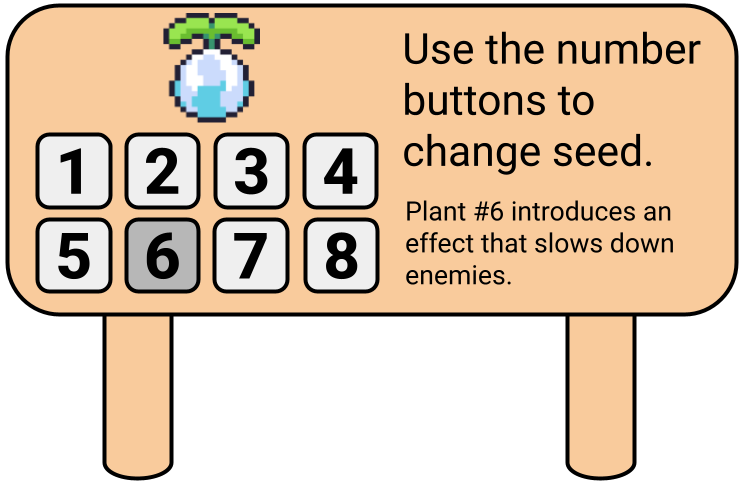 Use the number
buttons to
change seed.
1 2 3 4
5 6 7 8
Plant #6 introduces an
effect that slows down
enemies.